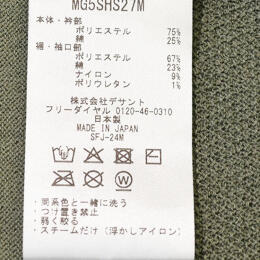 MG5SHS27M
本体・衿部
ポリエステル 75%
綿 25%
裾・袖口部
ポリエステル 67%
綿 23%
ナイロン 9%
ポリウレタン 1%
株式会社デサント
フリーダイヤル 0120-46-0310
日本製
MADE IN JAPAN
SFJ-24M
・同系色と一緒に洗う
・つけ置き禁止
・弱く絞る
・スチームだけ(浮かしアイロン)